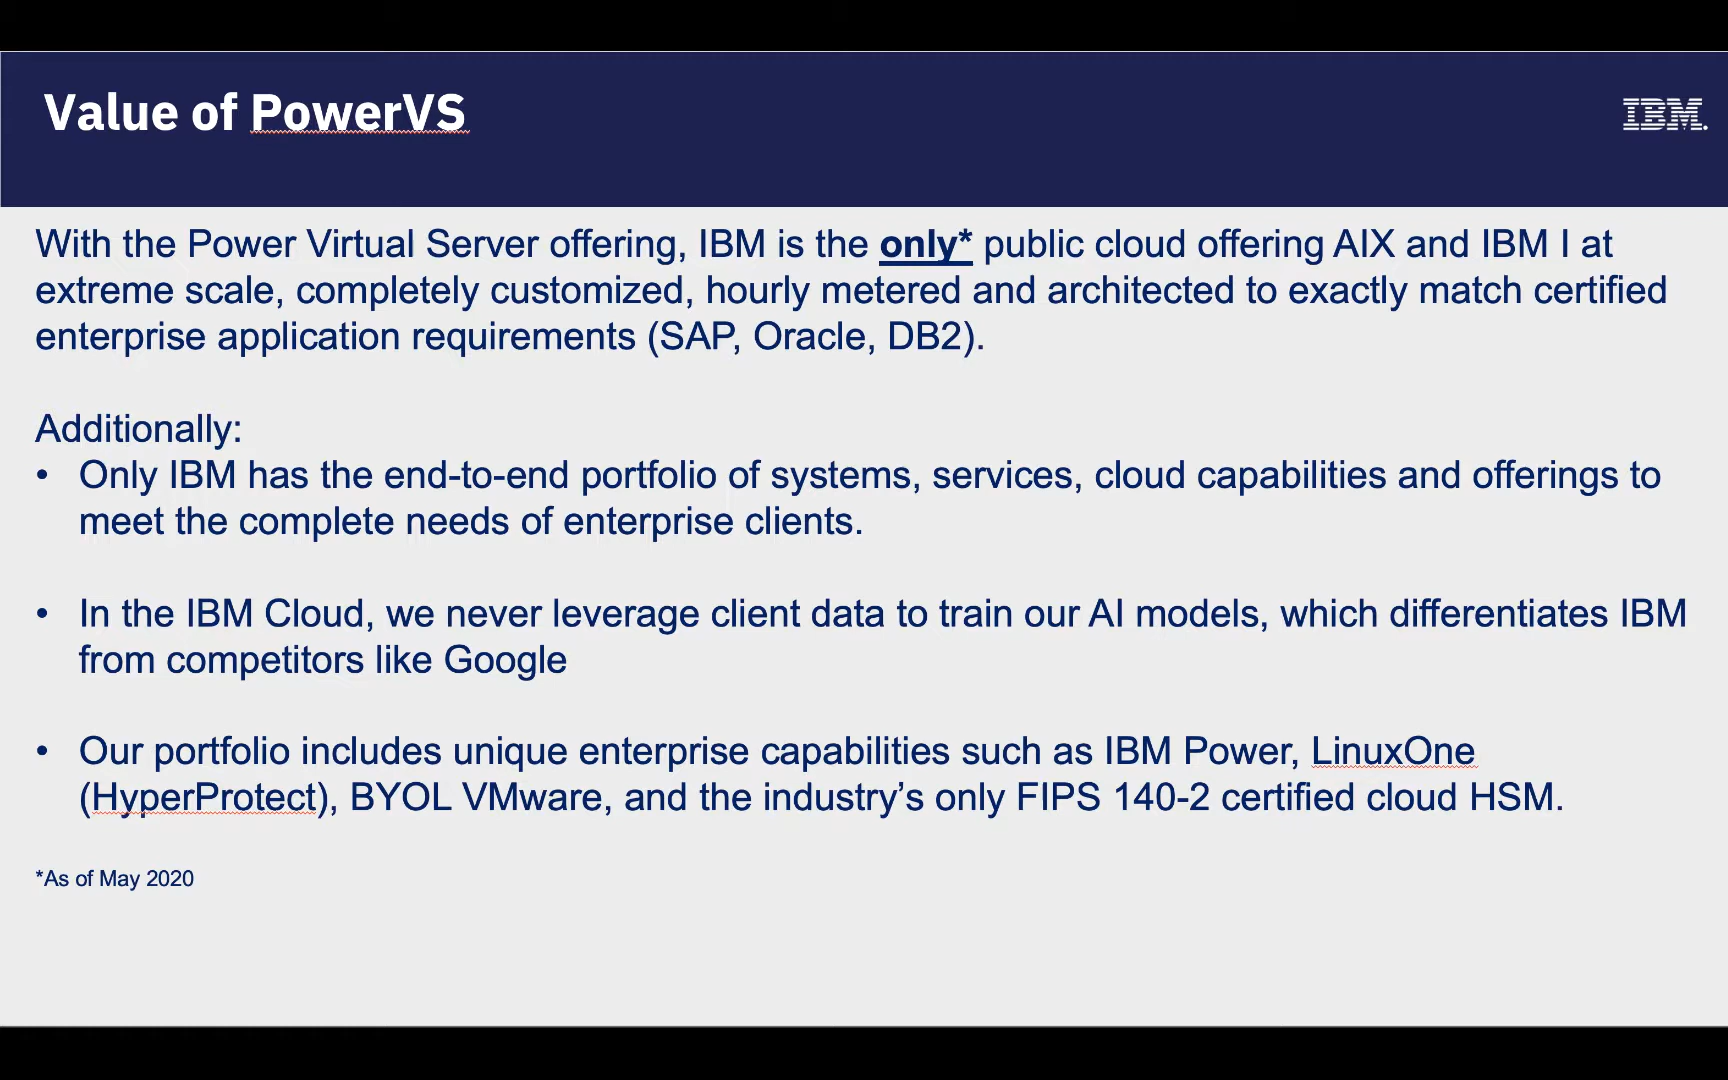 Value of PowerVS
IBM.
With the Power Virtual Server offering, IBM is the only* public cloud offering AIX and IBM I at
extreme scale, completely customized, hourly metered and architected to exactly match certified
enterprise application requirements (SAP, Oracle, DB2).
Additionally:
• Only IBM has the end-to-end portfolio of systems, services, cloud capabilities and offerings to
meet the complete needs of enterprise clients.
• In the IBM Cloud, we never leverage client data to train our AI models, which differentiates IBM
from competitors like Google
• Our portfolio includes unique enterprise capabilities such as IBM Power, LinuxOne
(HyperProtect), BYOL VMware, and the industry’s only FIPS 140-2 certified cloud HSM.
*As of May 2020